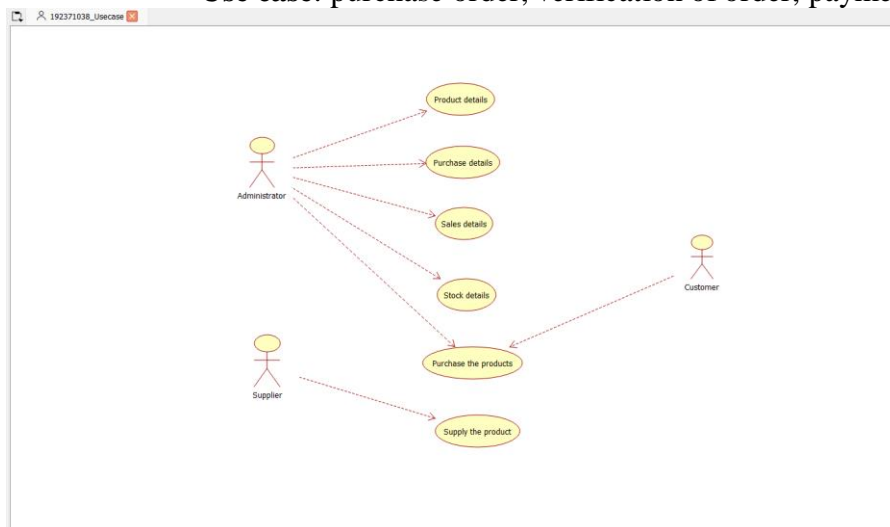 Use case: purchase order, verification of order,
192371038_Usecase
Product details
Administrator
Purchase details
Sales details
Customer
Stock details
Supplier
Purchase the products
Supply the product